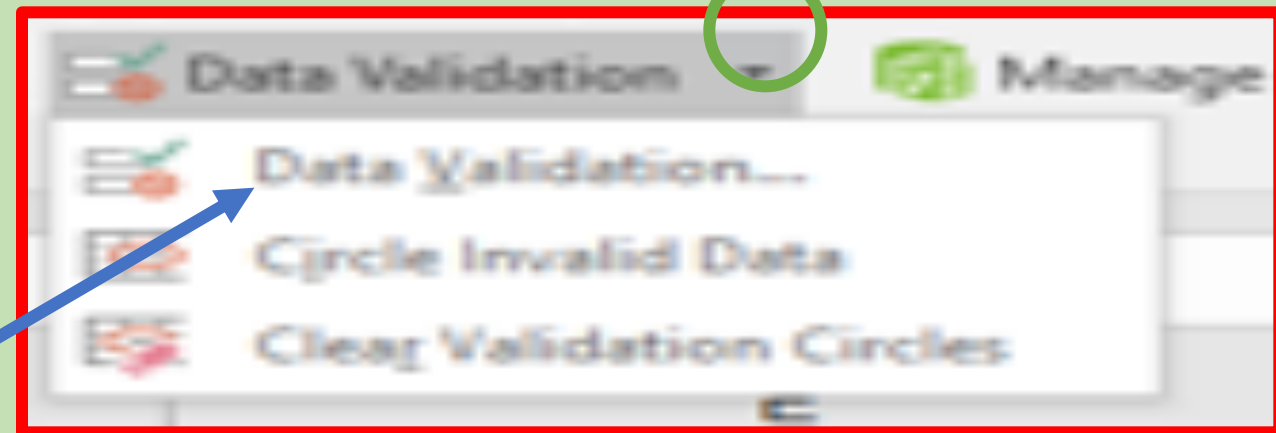 Data Validation Manage
Data Validation...
Circle Invalid Data
Clear Validation Circles